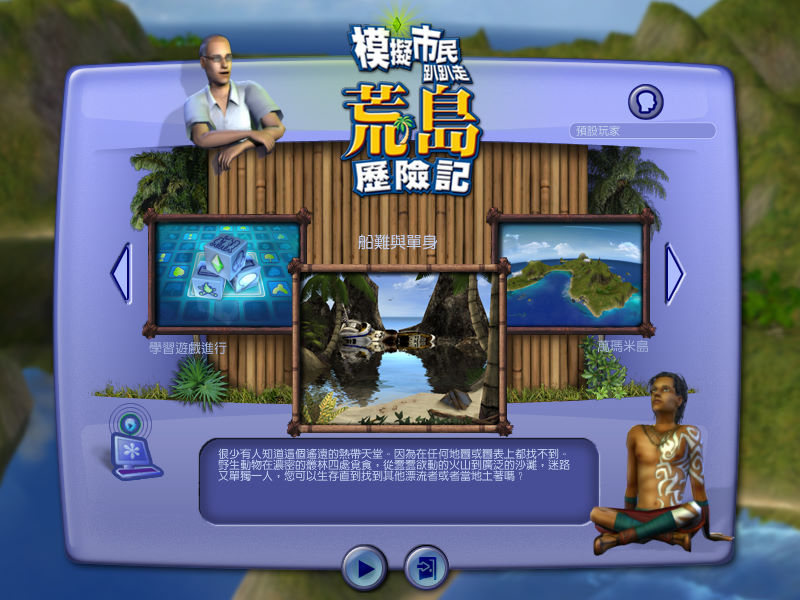 模擬市民
趴趴走
荒島
歷險記
預設玩家
船難與單身
學習遊戲進行
萬瑪米島
很少有人知道這個遙遠的熱帶天堂。因為在任何地圖或圖表上都找不到。
野生動物在濃密的叢林四處覓食，從蠢蠢欲動的火山到廣泛的沙灘，迷路
又單獨一人，您可以生存直到找到其他漂流者或者當地土著嗎？